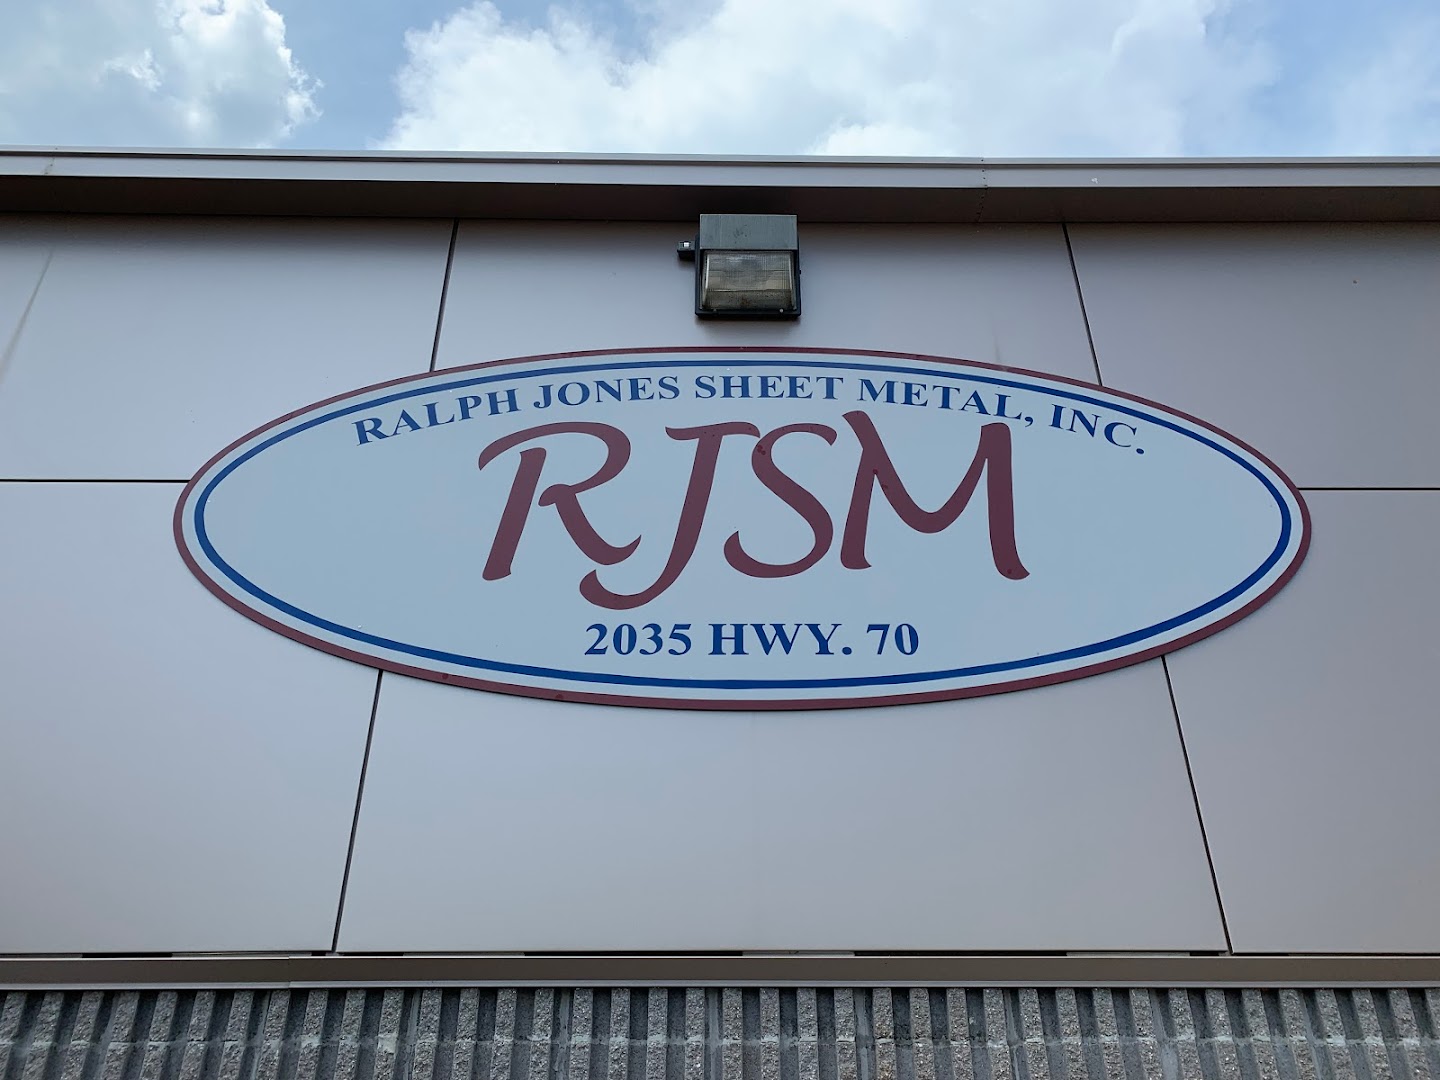 RALPH JONES SHEET METAL, INC.
RJSM
2035 HWY. 70